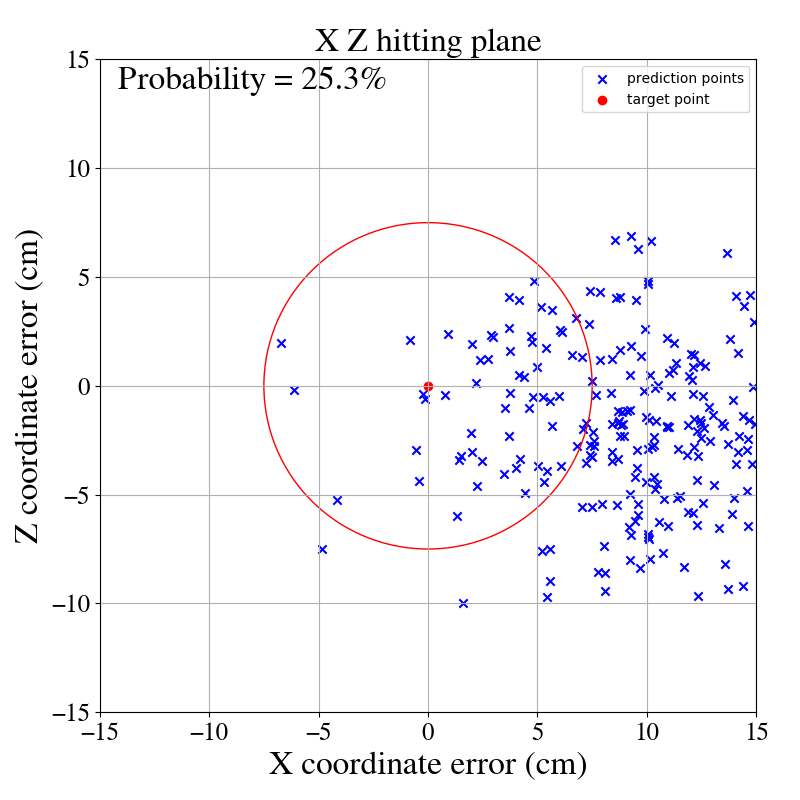 X Z hitting plane
Probability = 25.3%
prediction points
target point
15
10
5
0
−5
−10
−15
Z coordinate error (cm)
−15 −10 −5 0 5 10 15
X coordinate error (cm)